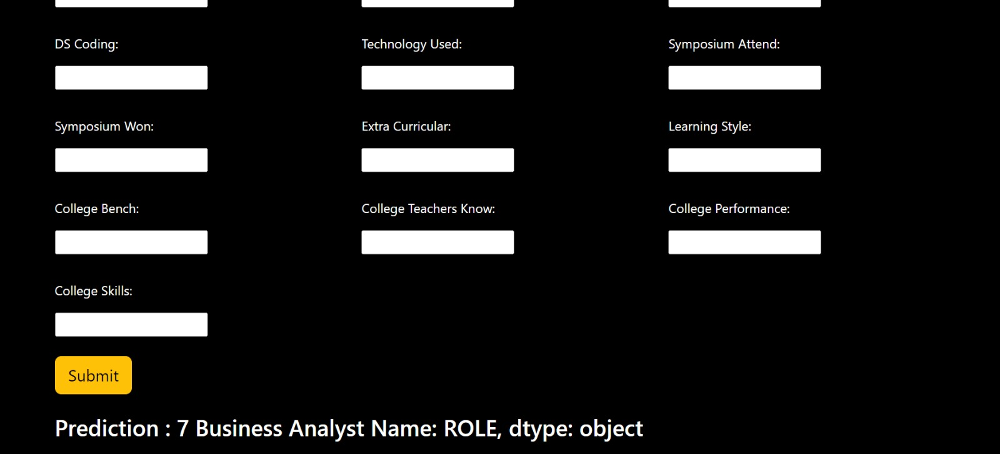 DS Coding: Technology Used: Symposium Attend:
Symposium Won: Extra Curricular: Learning Style:
College Bench: College Teachers Know: College Performance:
College Skills:
Submit
Prediction : 7 Business Analyst Name: ROLE, dtype: object